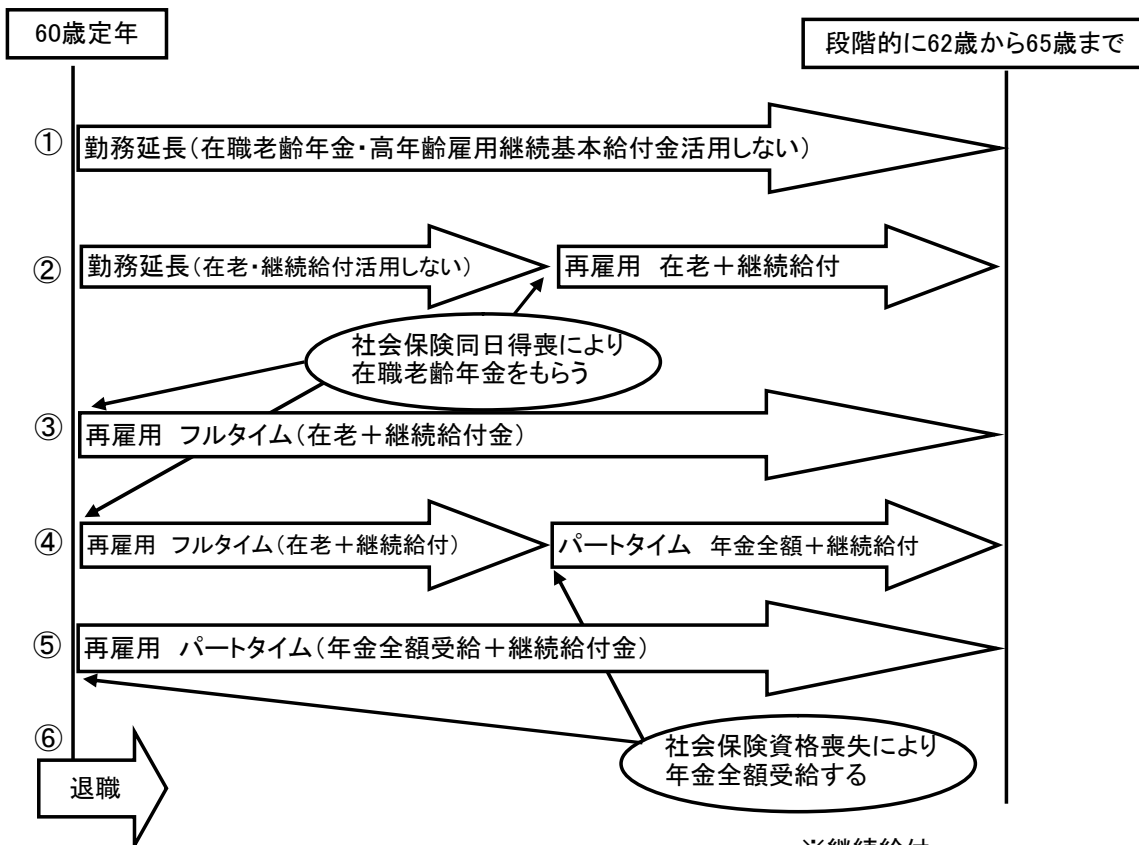 60歳定年
段階的に62歳から65歳まで
① 勤務延長(在職老齢年金・高年齢雇用継続基本給付金活用しない)
② 勤務延長(在老・継続給付活用しない) 再雇用 在老+継続給付
社会保険同日得喪により
在職老齢年金をもらう
③ 再雇用 フルタイム(在老+継続給付金)
④ 再雇用 フルタイム(在老+継続給付) パートタイム 年金全額+継続給付
⑤ 再雇用 パートタイム(年金全額受給+継続給付金)
⑥
退職
社会保険資格喪失により
年金全額受給する
※継続給付